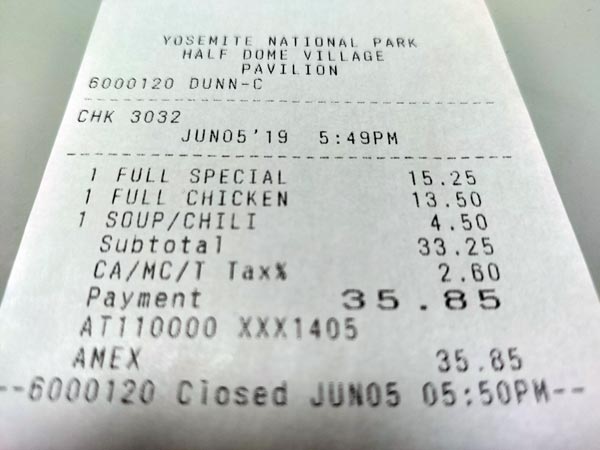 YOSEMITE NATIONAL PARK
HALF DOME VILLAGE
PAVILION
6000120 DUNN-C
CHK 3032
JUN05'19 5:49PM
1 FULL SPECIAL 15.25
1 FULL CHICKEN 13.50
1 SOUP/CHILI 4.50
Subtotal 33.25
CA/MC/T Tax% 2.60
Payment 35.85
AT110000 XXX1405
AMEX 35.85
--6000120 Closed JUN05 05:50PM--